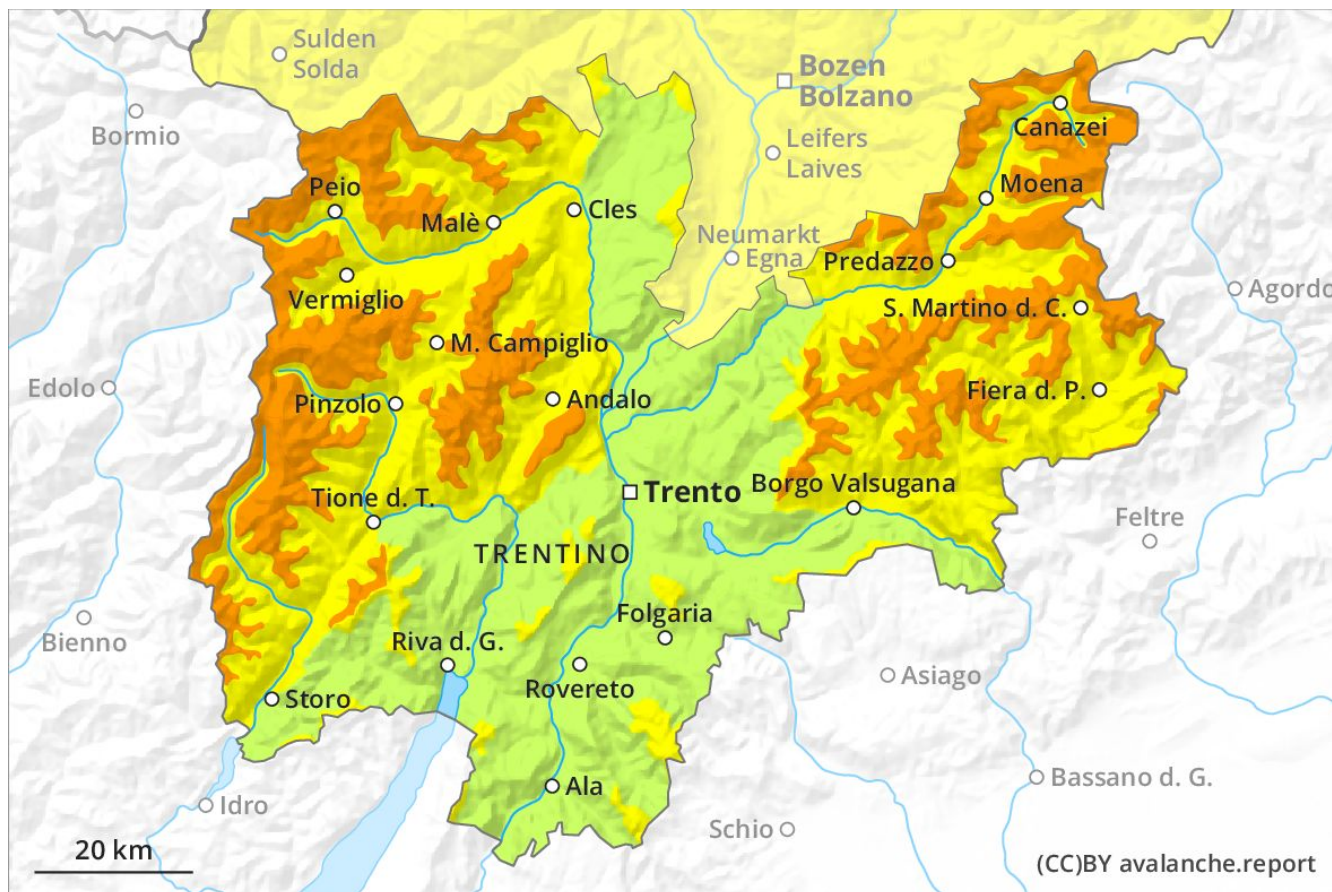 Sulden
Solda
Bozen
Bolzano
Bormio
Canazei
Leifers
Laives
Peio
Moena
Malè
Cles
Neumarkt
Egna
Predazzo
Vermiglio
Agordo
S. Martino d. C.
M. Campiglio
Edolo
Pinzolo
Andalo
Fiera d. P.
Trento
Borgo Valsugana
Tione d. T.
Feltre
TRENTINO
Folgaria
Bienno
Riva d. G.
Asiago
Rovereto
Storo
Bassano d. G.
Ala
Idro
Schio
20 km
(CC)BY avalanche.report